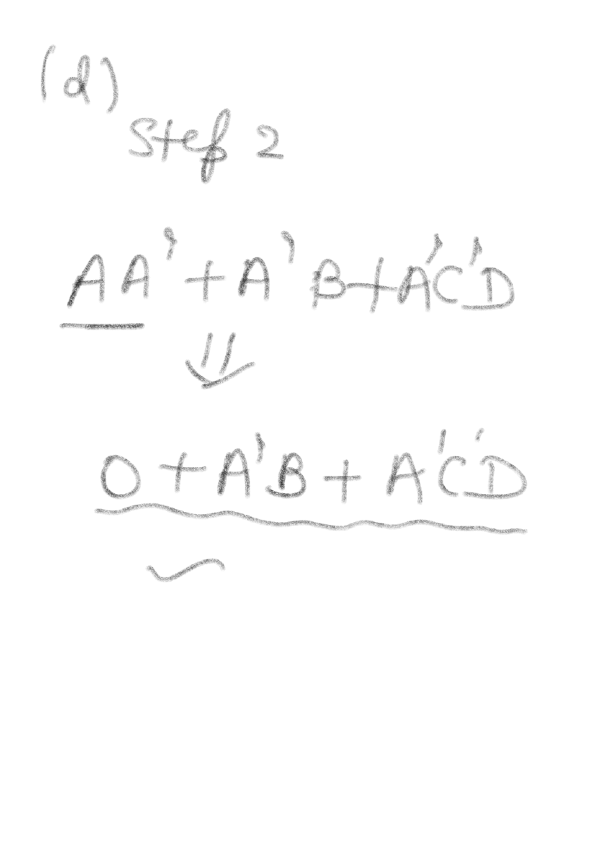 (d)
Step 2
AA' + A'B + A'C'D
⇓
0 + A'B + A'C'D